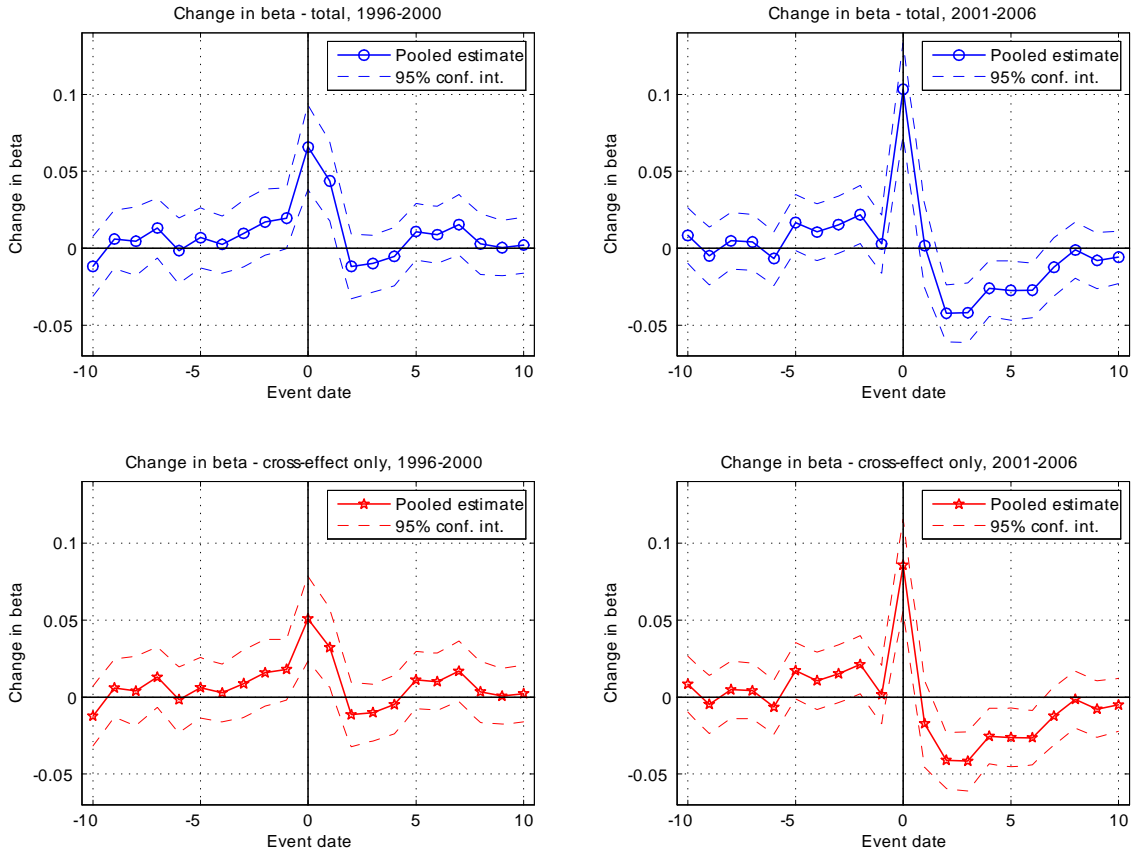 Change in beta - total, 1996-2000
Pooled estimate
95% conf. int.
0.1
0.05
0
-0.05
Change in beta
-10
-5
0
5
10
Event date
Change in beta - total, 2001-2006
Pooled estimate
95% conf. int.
0.1
0.05
0
-0.05
Change in beta
-10
-5
0
5
10
Event date
Change in beta - cross-effect only, 1996-2000
Pooled estimate
95% conf. int.
0.1
0.05
0
-0.05
Change in beta
-10
-5
0
5
10
Event date
Change in beta - cross-effect only, 2001-2006
Pooled estimate
95% conf. int.
0.1
0.05
0
-0.05
Change in beta
-10
-5
0
5
10
Event date